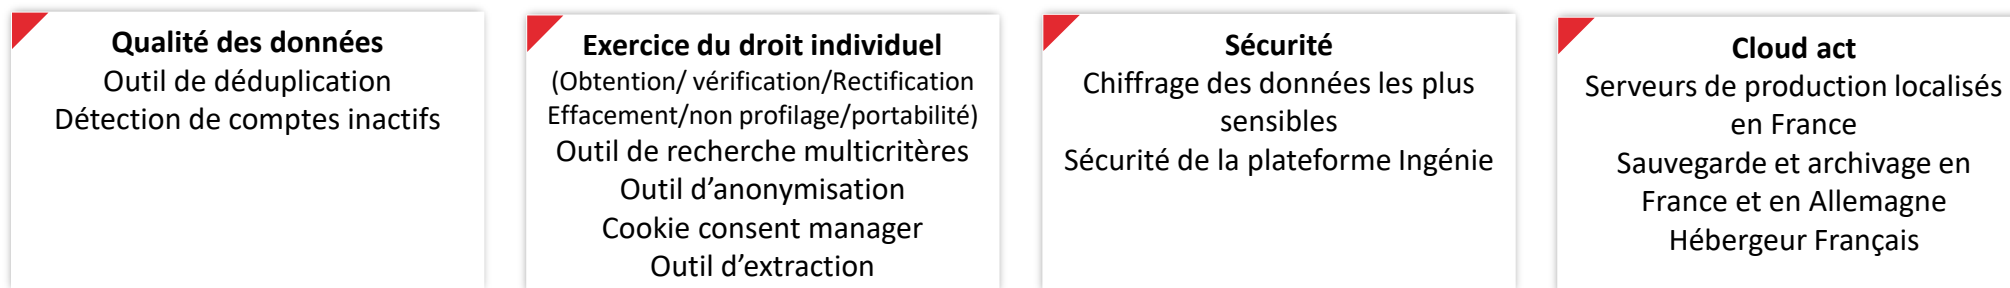 Qualité des données
Outil de déduplication
Détection de comptes inactifs
Exercice du droit individuel
(Obtention/ vérification/Rectification
Effacement/non profilage/portabilité)
Outil de recherche multicritères
Outil d’anonymisation
Cookie consent manager
Outil d’extraction
Sécurité
Chiffrage des données les plus
sensibles
Sécurité de la plateforme Ingénie
Cloud act
Serveurs de production localisés
en France
Sauvegarde et archivage en
France et en Allemagne
Hébergeur Français